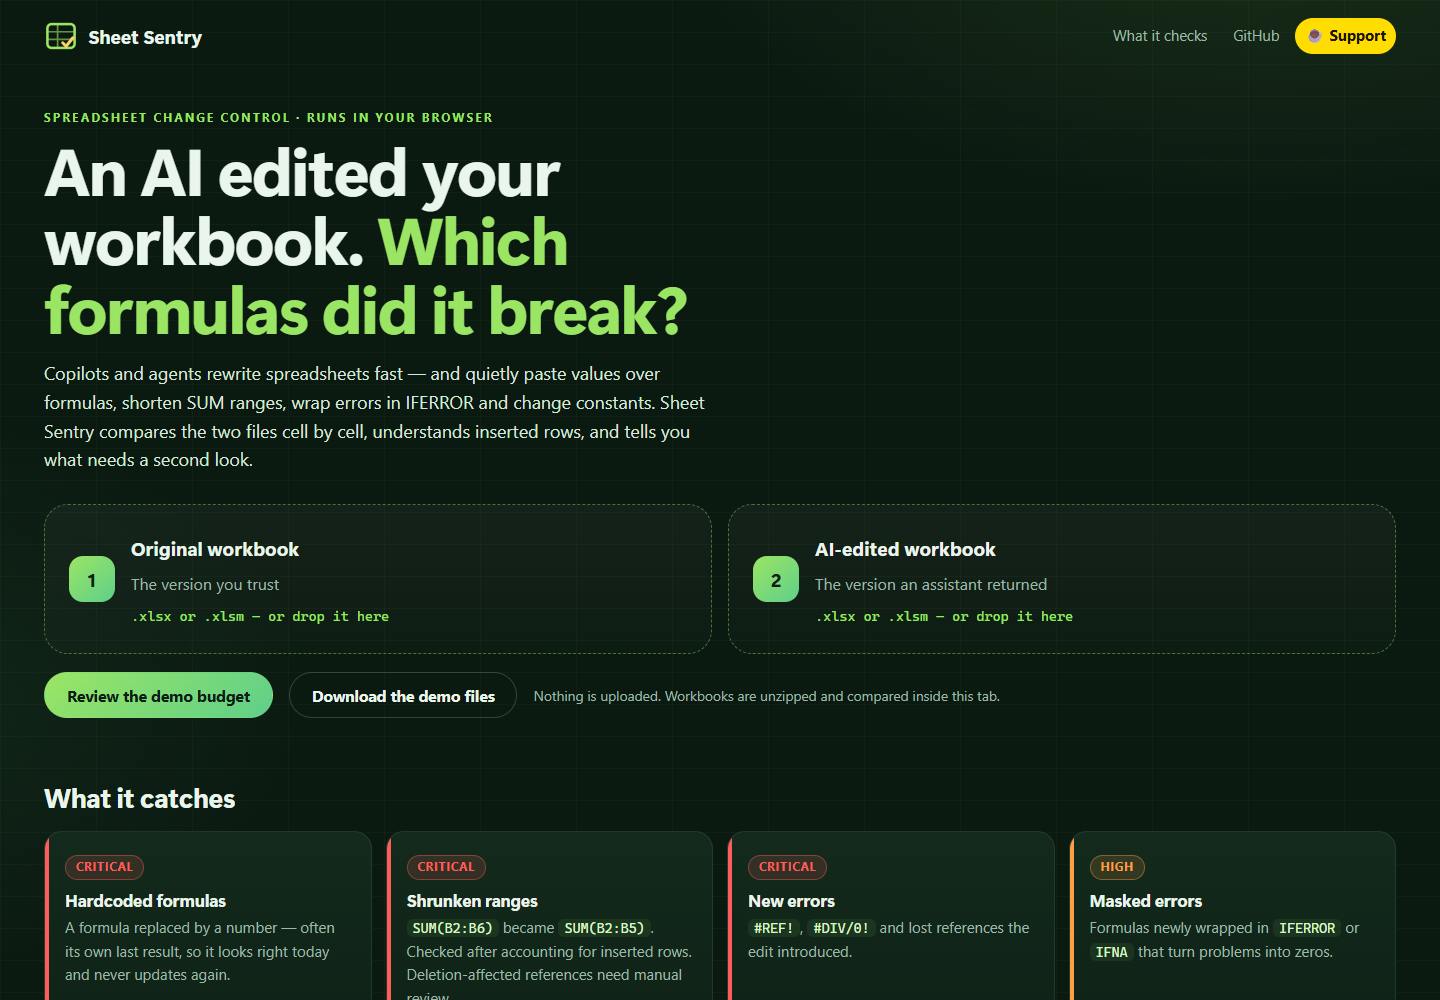 Sheet Sentry
What it checks
GitHub
Support
SPREADSHEET CHANGE CONTROL · RUNS IN YOUR BROWSER
An AI edited your
workbook. Which
formulas did it break?
Copilots and agents rewrite spreadsheets fast — and quietly paste values over
formulas, shorten SUM ranges, wrap errors in IFERROR and change constants. Sheet
Sentry compares the two files cell by cell, understands inserted rows, and tells you
what needs a second look.
1
Original workbook
The version you trust
.xlsx or .xlsm — or drop it here
2
AI-edited workbook
The version an assistant returned
.xlsx or .xlsm — or drop it here
Review the demo budget
Download the demo files
Nothing is uploaded. Workbooks are unzipped and compared inside this tab.
What it catches
CRITICAL
Hardcoded formulas
A formula replaced by a number — often
its own last result, so it looks right today
and never updates again.
CRITICAL
Shrunken ranges
SUM(B2:B6) became SUM(B2:B5).
Checked after accounting for inserted rows.
Deletion-affected references need manual
review.
CRITICAL
New errors
#REF!, #DIV/0! and lost references the
edit introduced.
HIGH
Masked errors
Formulas newly wrapped in IFERROR or
IFNA that turn problems into zeros.